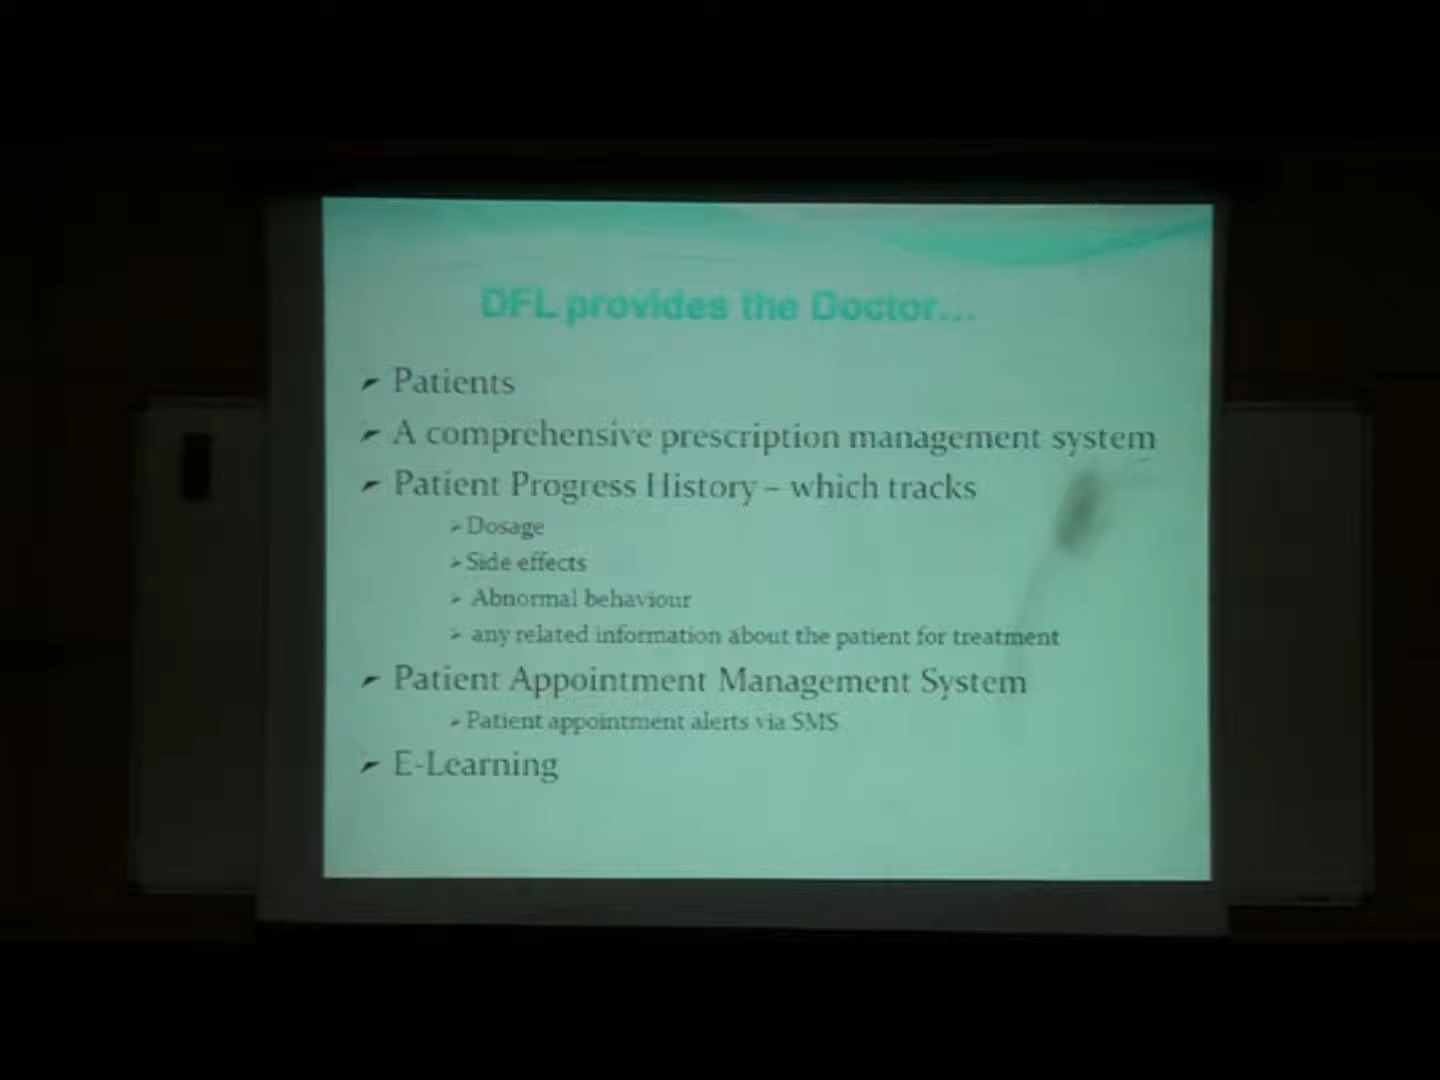 DFL provides the Doctor...
Patients
A comprehensive prescription management system
Patient Progress History – which tracks
Dosage
Side effects
Abnormal behaviour
any related information about the patient for treatment
Patient Appointment Management System
Patient appointment alerts via SMS
E-Learning